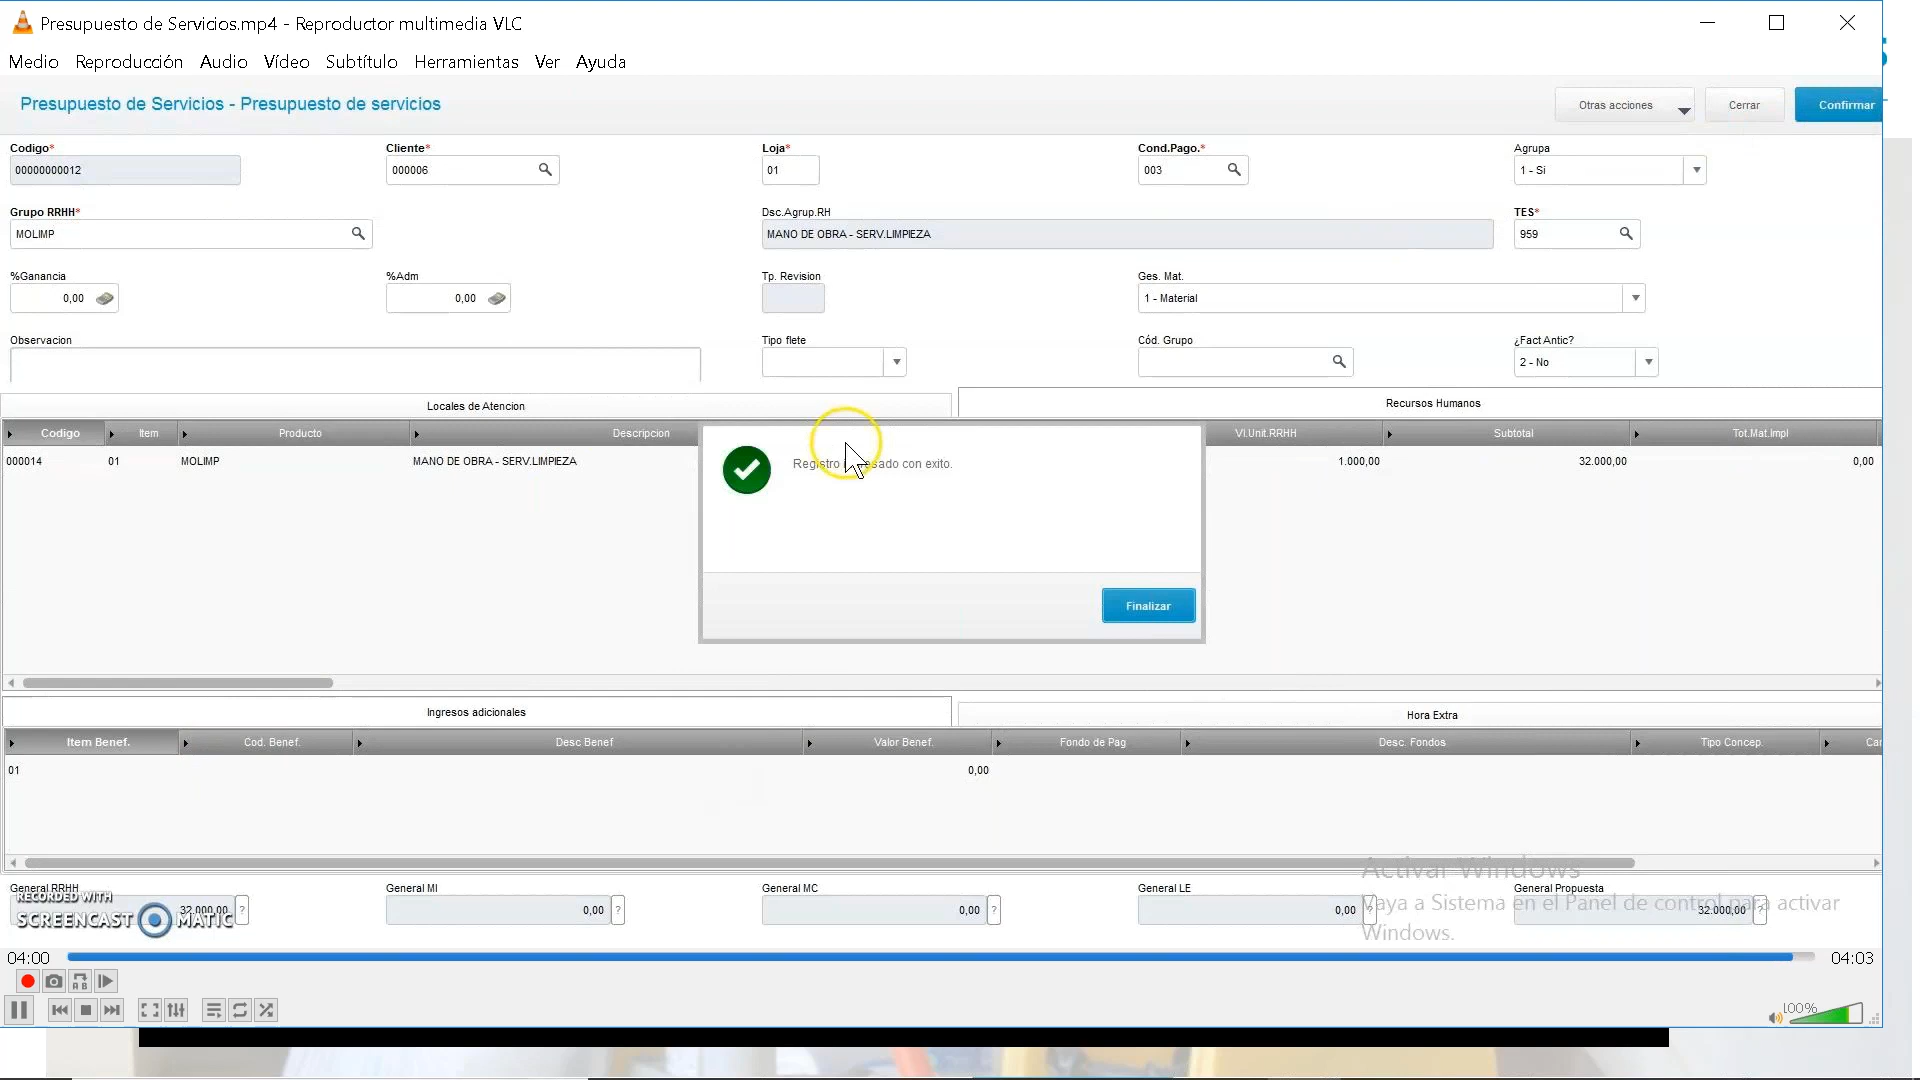 Presupuesto de Servicios.mp4 - Reproductor multimedia VLC
Medio Reproducción Audio Vídeo Subtítulo Herramientas Ver Ayuda
Presupuesto de Servicios - Presupuesto de servicios
Otras acciones Cerrar Confirmar
Codigo* Cliente* Loja* Cond.Pago.* Agrupa
00000000012 000006 01 003 1 - Si
Grupo RRHH* Dsc.Agrup.RH TES*
MOLIMP MANO DE OBRA - SERV.LIMPIEZA 959
%Ganancia %Adm Tp. Revision Ges. Mat.
0,00 0,00 1 - Material
Observacion Tipo flete Cód. Grupo ¿Fact Antic?
2 - No
Locales de Atencion Recursos Humanos
Codigo Item Producto Descripcion Vl.Unit.RRHH Subtotal Tot.Mat.Impl
000014 01 MOLIMP MANO DE OBRA - SERV.LIMPIEZA 1.000,00 32.000,00 0,00
Registro con exito.
Finalizar
Ingresos adicionales Hora Extra
Item Benef. Cod. Benef. Desc Benef Valor Benef. Fondo de Pag Desc. Fondos Tipo Concep.
01 0,00
General RRHH General MI General MC General LE General Propuesta
32.000,00 ? 0,00 ? 0,00 ? 0,00 ? 32.000,00 ?
RECORDED WITH
SCREENCAST MATIC
Activar Windows
Vaya a Sistema en el Panel de control para activar
Windows.
04:00 04:03
A B
100%